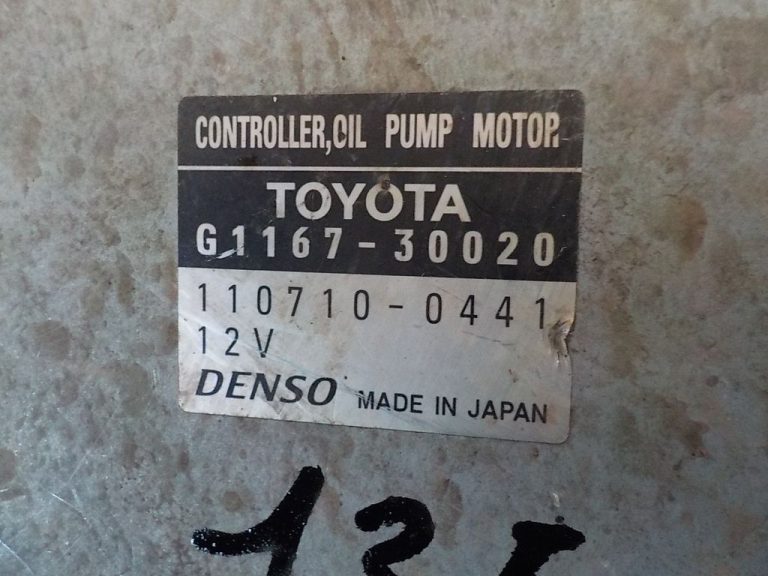 CONTROLLER,OIL PUMP MOTOR.
TOYOTA
G1167-30020
110710-0441
12V
DENSO MADE IN JAPAN